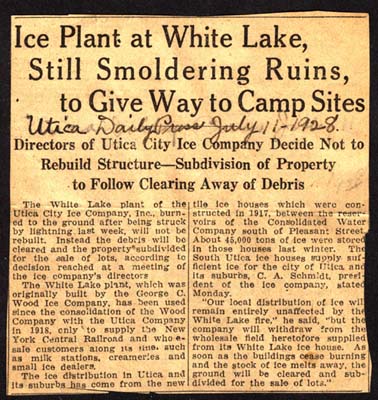 Ice Plant at White Lake,
Still Smoldering Ruins,
to Give Way to Camp Sites
Utica Daily Press July 11-1928
Directors of Utica City Ice Company Decide Not to
Rebuild Structure—Subdivision of Property
to Follow Clearing Away of Debris
The White Lake plant of the
Utica City Ice Company, Inc., burn-
ed to the ground after being struck
by lightning last week, will not be
rebuilt. Instead the debris will be
cleared and the property subdivided
for the sale of lots, according to
decision reached at a meeting of
the ice company's directors
The White Lake plant, which was
originally built by the George C.
Wood Ice Company, has been used
since the consolidation of the Wood
Company with the Utica Company
in 1918, only to supply the New
York Central Railroad and whole-
sale customers along its line, such
as milk stations, creameries and
small ice dealers.
The ice distribution in Utica and
its suburbs has come from the new
tile ice houses which were con-
structed in 1917, between the reser-
voirs of the Consolidated Water
Company south of Pleasant Street.
About 45,000 tons of ice were stored
in those houses last winter. The
South Utica ice houses supply suf-
ficient ice for the city of Utica and
its suburbs, C. A. Schmidt, presi-
dent of the ice company, stated
Monday.
"Our local distribution of ice will
remain entirely unaffected by the
White Lake fire," he said, "but the
company will withdraw from the
wholesale field heretofore supplied
from its White Lake ice house. As
soon as the buildings cease burning
and the stock of ice melts away, the
ground will be cleared and sub-
divided for the sale of lots."